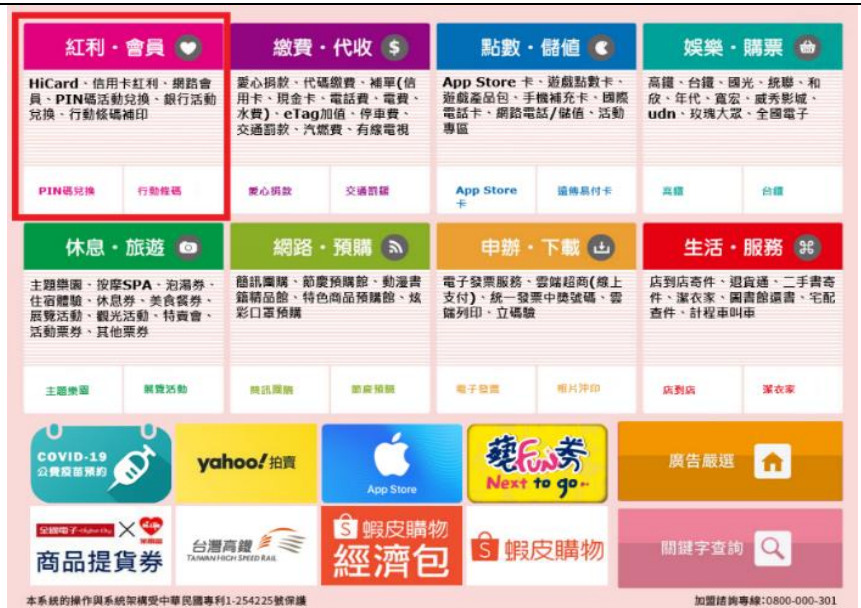 紅利・會員
HiCard、信用卡紅利、網路會
員、PIN碼活動兌換、銀行活動
兌換、行動條碼補印
PIN碼兌換
行動條碼
繳費・代收
愛心捐款、代碼繳費、補單(信
用卡、現金卡、電話費、電費、
水費)、eTag加值、停車費、
交通罰款、汽燃費、有線電視
愛心捐款
交通罰鍰
點數・儲值
App Store 卡、遊戲點數卡、
遊戲產品包、手機補充卡、國際
電話卡、網路電話/儲值、活動
專區
App Store
卡
遠傳易付卡
娛樂・購票
高鐵、台鐵、國光、統聯、和
欣、年代、寬宏、威秀影城、
udn、玫瑰大眾、全國電子
高鐵
台鐵
休息・旅遊
主題樂園、按摩SPA、泡湯券、
住宿體驗、休息券、美食餐券、
展覽活動、觀光活動、特賣會、
活動票券、其他票券
主題樂園
展覽活動
網路・預購
簡訊團購、節慶預購館、動漫書
籍精品館、特色商品預購館、炫
彩口罩預購
簡訊團購
節慶預購
申辦・下載
電子發票服務、雲端超商(線上
支付)、統一發票中獎號碼、雲
端列印、立碼驗
電子發票
相片沖印
生活・服務
店到店寄件、退貨通、二手書寄
件、潔衣家、圖書館還書、宅配
查件、計程車叫車
店到店
潔衣家
COVID-19
公費疫苗預約
yahoo!拍賣
App Store
藝Fun券
Next to go
廣告嚴選
全國電子
商品提貨券
台灣高鐵
TAIWAN HIGH SPEED RAIL
蝦皮購物
經濟包
蝦皮購物
關鍵字查詢
本系統的操作與系統架構受中華民國專利1-254225號保護
加盟諮詢專線:0800-000-301